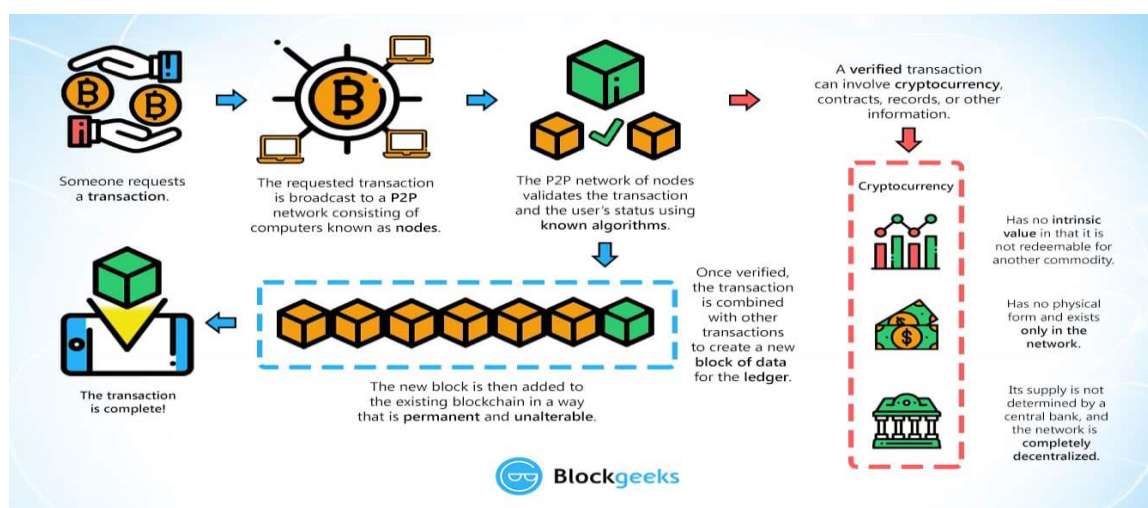 Someone requests
a transaction.
The requested transaction
is broadcast to a P2P
network consisting of
computers known as nodes.
The P2P network of nodes
validates the transaction
and the user's status using
known algorithms.
A verified transaction
can involve cryptocurrency,
contracts, records, or other
information.
Cryptocurrency
Has no intrinsic
value in that it is
not redeemable for
another commodity.
Has no physical
form and exists
only in the
network.
Its supply is not
determined by a
central bank, and
the network is
completely
decentralized.
Once verified,
the transaction
is combined
with other
transactions
to create a new
block of data
for the ledger.
The new block is then added to
the existing blockchain in a way
that is permanent and unalterable.
The transaction
is complete!
Blockgeeks